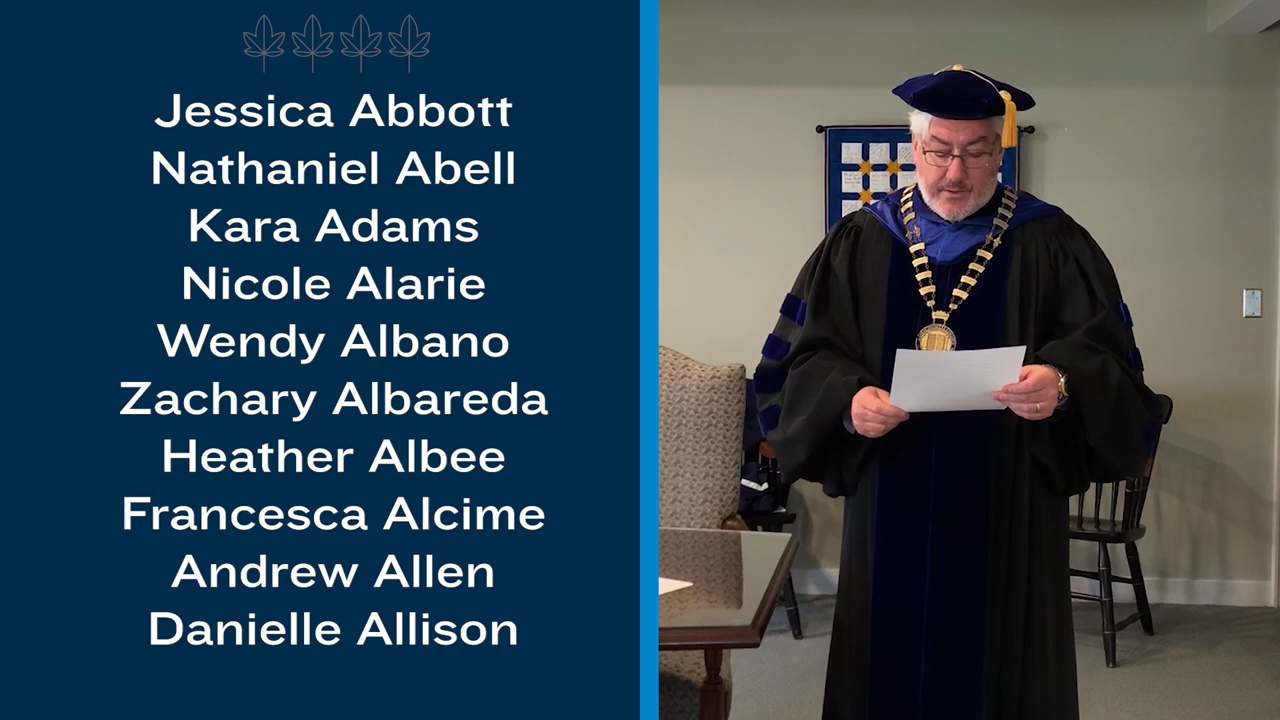 Jessica Abbott
Nathaniel Abell
Kara Adams
Nicole Alarie
Wendy Albano
Zachary Albareda
Heather Albee
Francesca Alcime
Andrew Allen
Danielle Allison